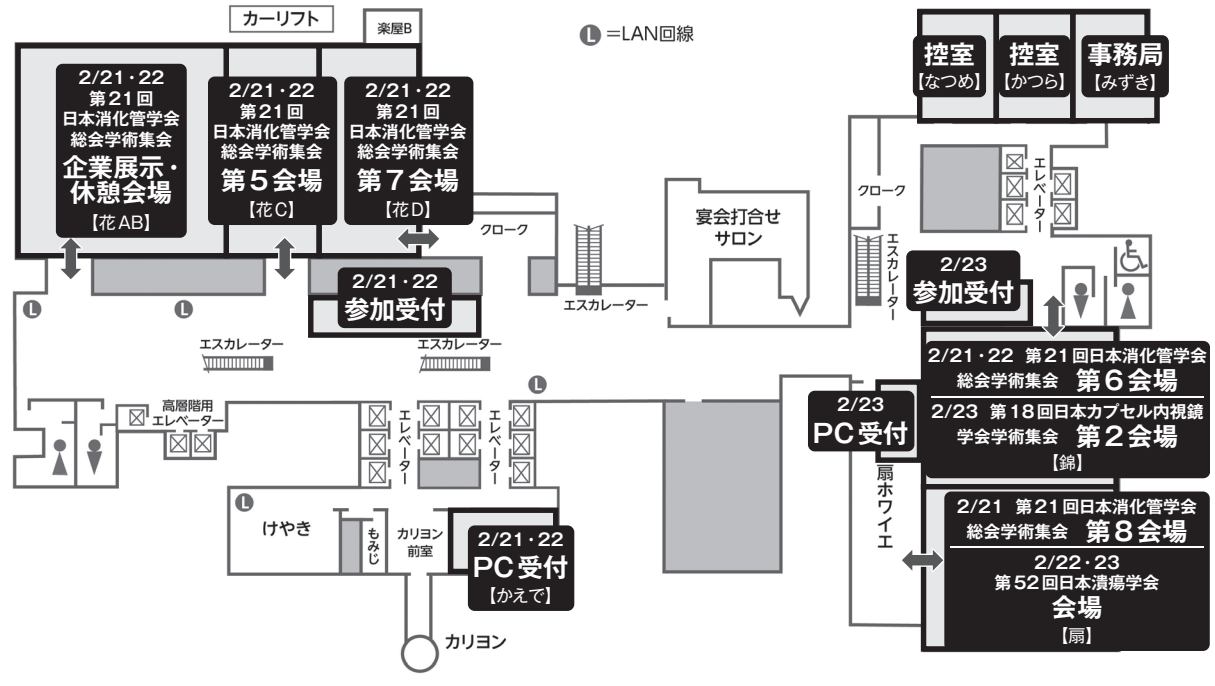 カーリフト
楽屋B
L =LAN回線
2/21・22
第21回
日本消化管学会
総会学術集会
企業展示・
休憩会場
【花AB】
2/21・22
第21回
日本消化管学会
総会学術集会
第5会場
【花C】
2/21・22
第21回
日本消化管学会
総会学術集会
第7会場
【花D】
控室
【なつめ】
控室
【かつら】
事務局
【みずき】
クローク
エスカレーター
宴会打合せ
サロン
クローク
エスカレーター
エレベーター
2/21・22
参加受付
2/23
参加受付
L
L
エスカレーター
エスカレーター
L
高層階用
エレベーター
エレベーター
エレベーター
2/21・22 第21回日本消化管学会
総会学術集会 第6会場
2/23 第18回日本カプセル内視鏡
学会学術集会 第2会場
【錦】
2/23
PC受付
扇ホワイエ
L
けやき
もみじ
カリヨン
前室
2/21・22
PC受付
【かえで】
カリヨン
2/21 第21回日本消化管学会
総会学術集会 第8会場
2/22・23
第52回日本潰瘍学会
会場
【扇】